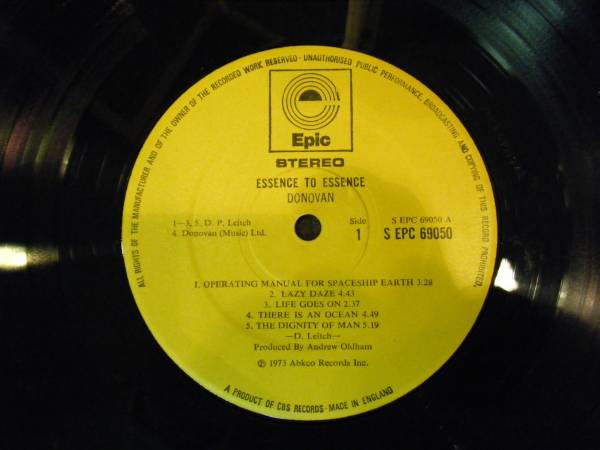 ALL RIGHTS OF THE MANUFACTURER AND OF THE OWNER OF THE RECORDED WORK RESERVED · UNAUTHORISED PUBLIC PERFORMANCE, BROADCASTING AND COPYING OF THIS RECORD PROHIBITED.
Epic
STEREO
ESSENCE TO ESSENCE
DONOVAN
1—3, 5. D. P. Leitch
4. Donovan (Music) Ltd.
Side
1
S EPC 69050 A
S EPC 69050
1. OPERATING MANUAL FOR SPACESHIP EARTH 3.28
2. LAZY DAZE 4.43
3. LIFE GOES ON 2.37
4. THERE IS AN OCEAN 4.49
5. THE DIGNITY OF MAN 5.19
—D. Leitch—
Produced By Andrew Oldham
℗ 1973 Abkco Records Inc.
A PRODUCT OF CBS RECORDS · MADE IN ENGLAND